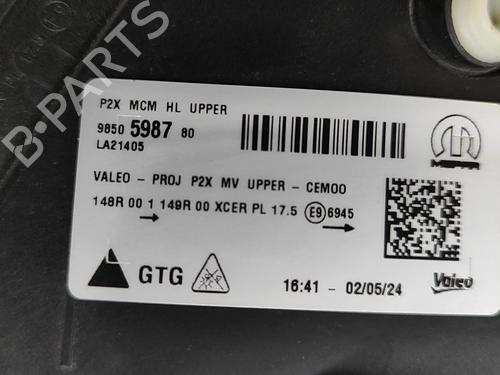 P2X MCM HL UPPER
9850 5987 80
LA21405
VALEO - PROJ P2X MV UPPER - CEMOO
148R 00 1 149R 00 XCER PL 17.5 E9 6945
GTG
16:41 - 02/05/24
Valeo
B-PARTS